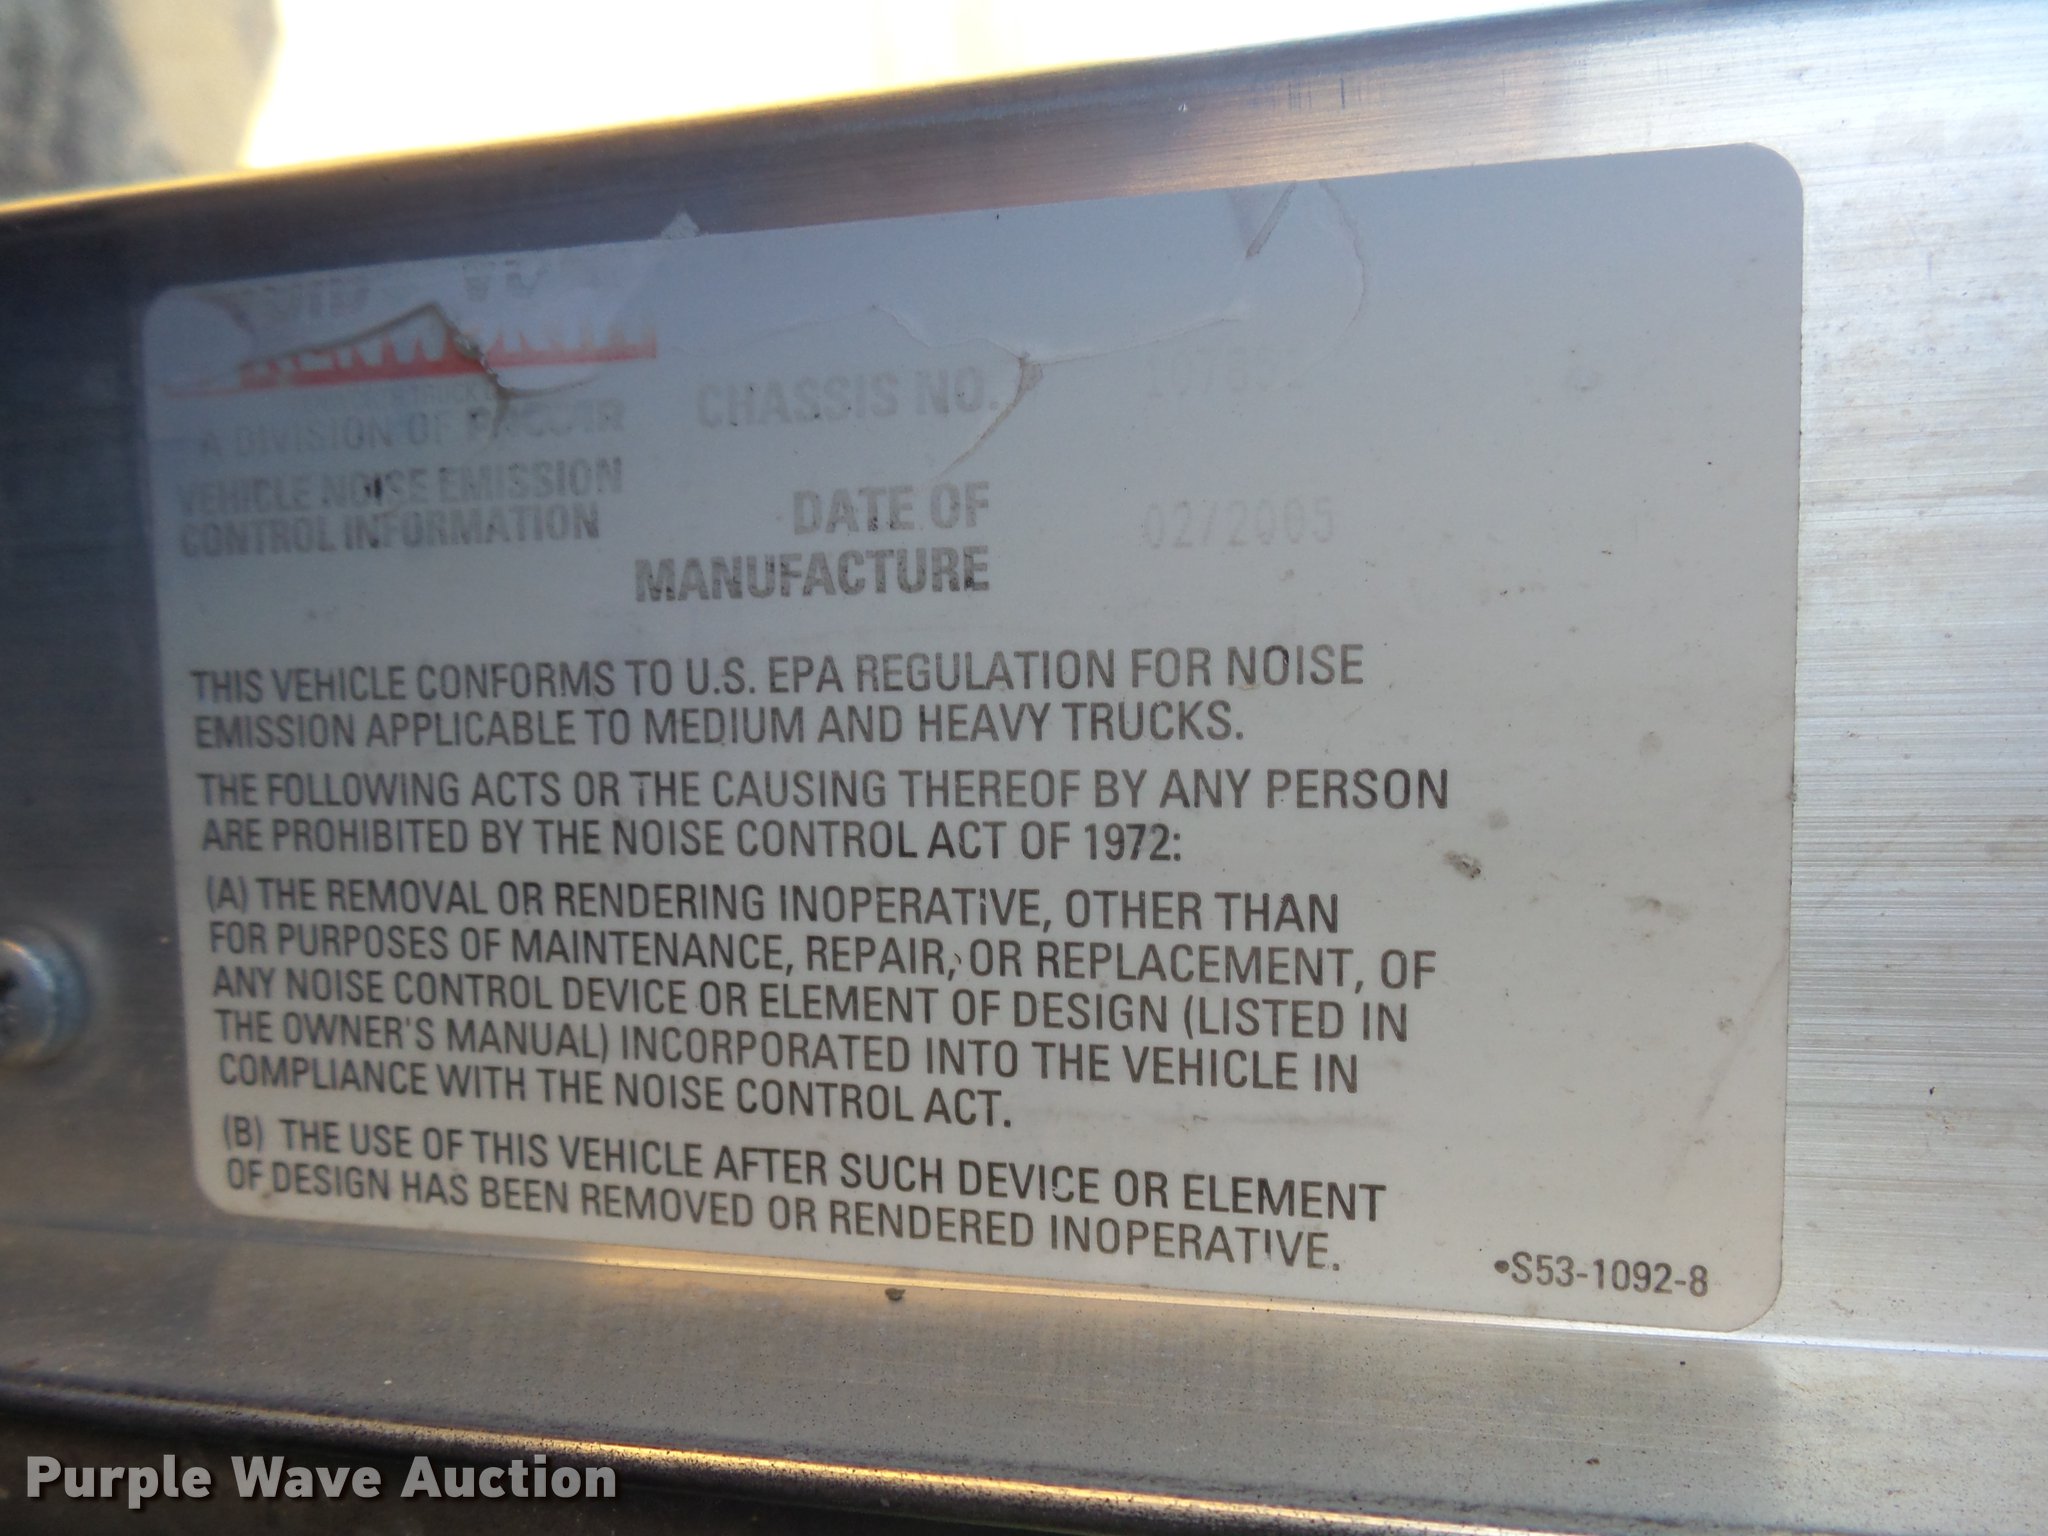 A DIVISION OF PACCAR
VEHICLE NOISE EMISSION
CONTROL INFORMATION
CHASSIS NO.
DATE OF
MANUFACTURE
02/2005
THIS VEHICLE CONFORMS TO U.S. EPA REGULATION FOR NOISE
EMISSION APPLICABLE TO MEDIUM AND HEAVY TRUCKS.
THE FOLLOWING ACTS OR THE CAUSING THEREOF BY ANY PERSON
ARE PROHIBITED BY THE NOISE CONTROL ACT OF 1972:
(A) THE REMOVAL OR RENDERING INOPERATIVE, OTHER THAN
FOR PURPOSES OF MAINTENANCE, REPAIR, OR REPLACEMENT, OF
ANY NOISE CONTROL DEVICE OR ELEMENT OF DESIGN (LISTED IN
THE OWNER'S MANUAL) INCORPORATED INTO THE VEHICLE IN
COMPLIANCE WITH THE NOISE CONTROL ACT.
(B) THE USE OF THIS VEHICLE AFTER SUCH DEVICE OR ELEMENT
OF DESIGN HAS BEEN REMOVED OR RENDERED INOPERATIVE.
•S53-1092-8
Purple Wave Auction